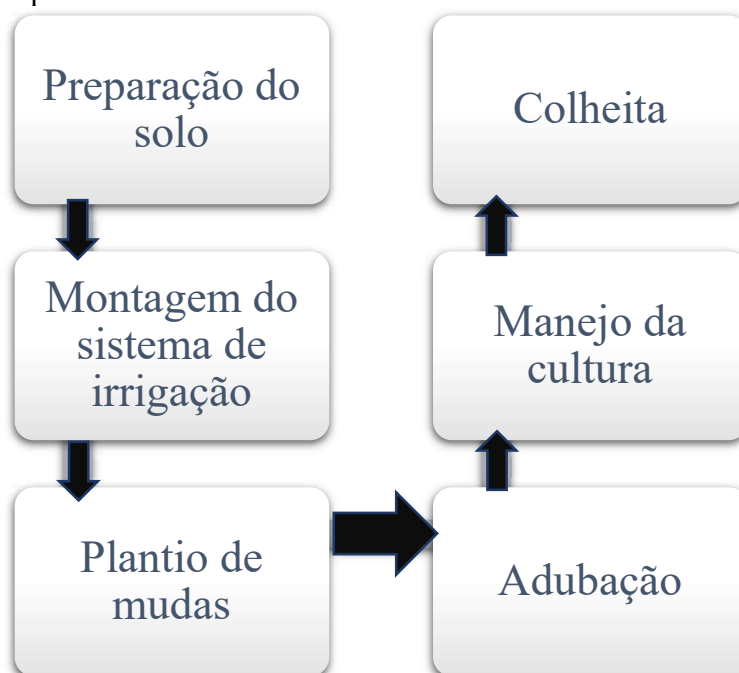 Preparação do
solo
Montagem do
sistema de
irrigação
Plantio de
mudas
Adubação
Manejo da
cultura
Colheita